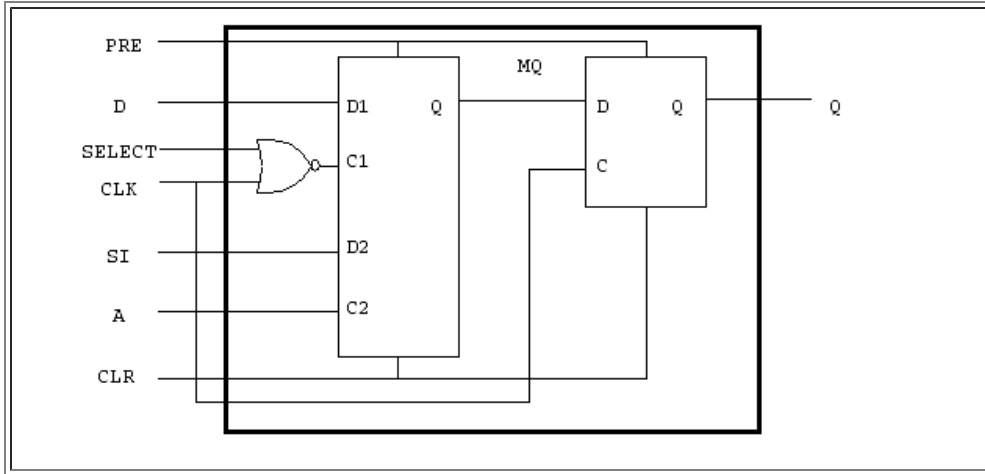 PRE
MQ
D D1 Q D Q Q
SELECT
C1 C
CLK
SI D2
A C2
CLR